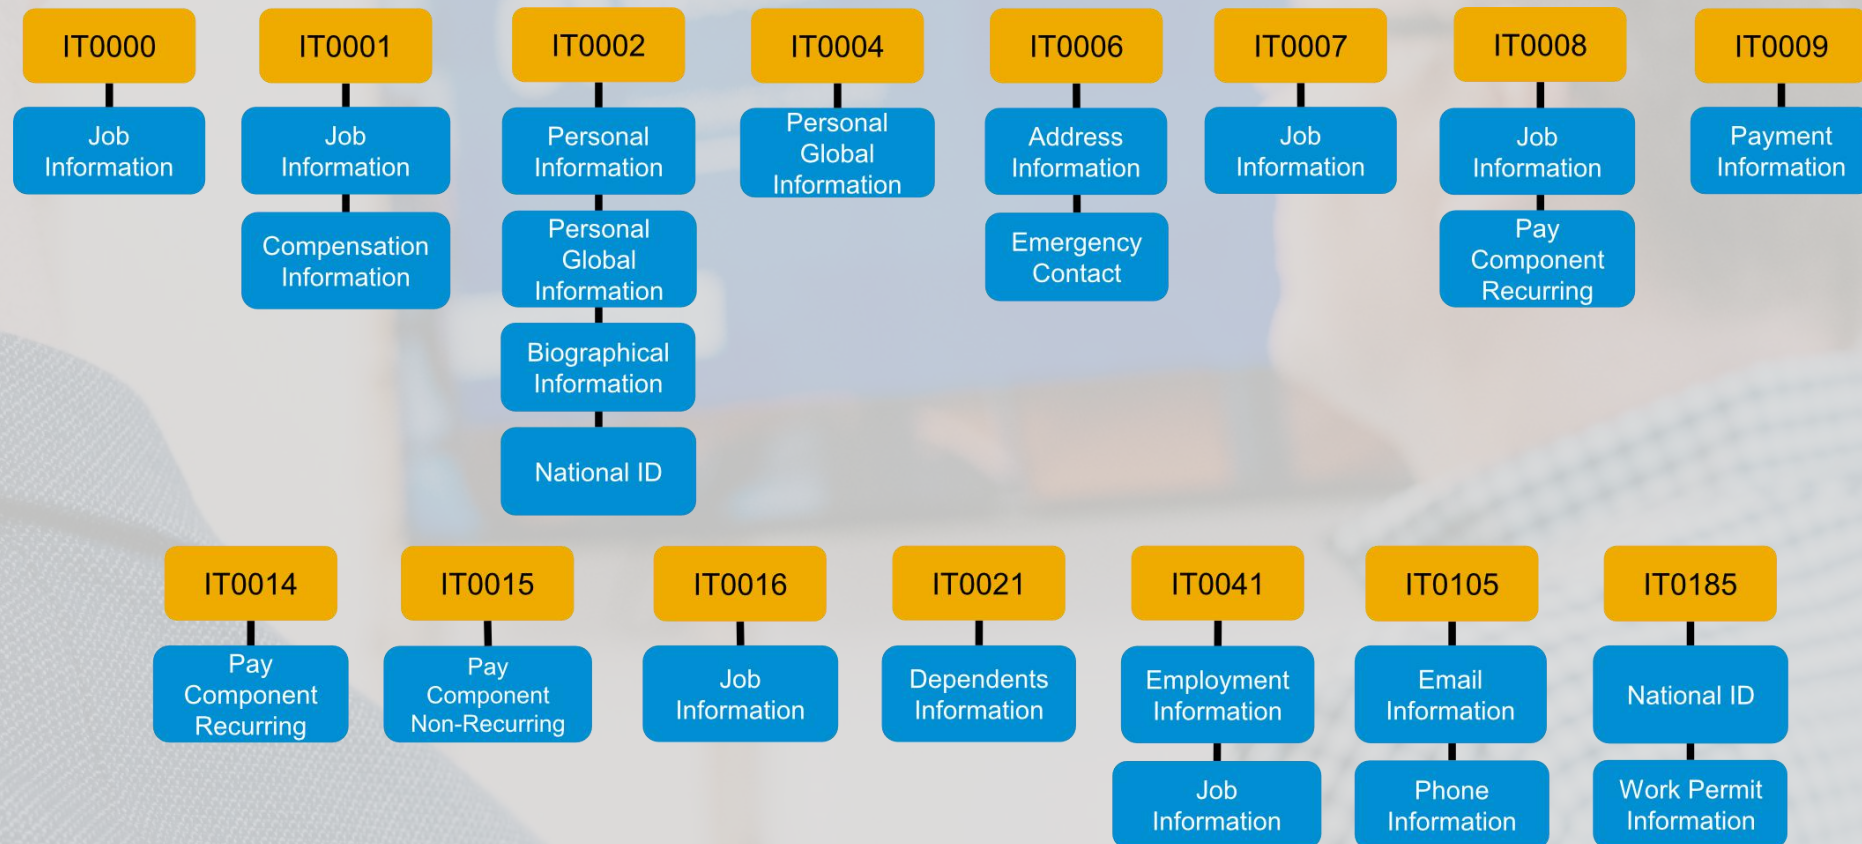 IT0000
IT0001
IT0002
IT0004
IT0006
IT0007
IT0008
IT0009
Job
Information
Job
Information
Personal
Information
Personal
Global
Information
Address
Information
Job
Information
Job
Information
Payment
Information
Compensation
Information
Personal
Global
Information
Emergency
Contact
Pay
Component
Recurring
Biographical
Information
National ID
IT0014
IT0015
IT0016
IT0021
IT0041
IT0105
IT0185
Pay
Component
Recurring
Pay
Component
Non-Recurring
Job
Information
Dependents
Information
Employment
Information
Email
Information
National ID
Job
Information
Phone
Information
Work Permit
Information